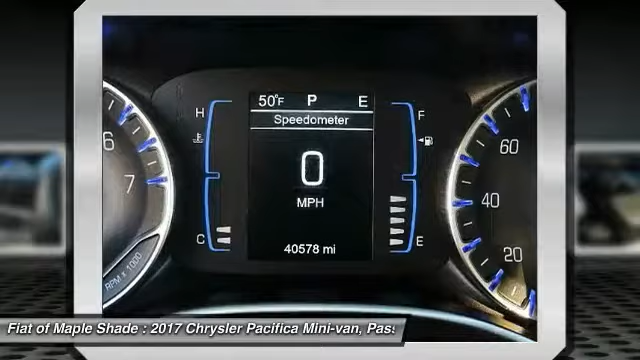 50°F P E
Speedometer
H
F
6
7
0
MPH
60
40
20
C
E
40578 mi
RPM x 1000
Fiat of Maple Shade : 2017 Chrysler Pacifica Mini-van, Pas